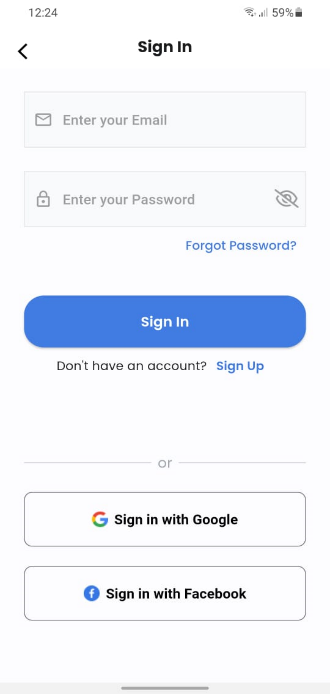 12:24 59%
Sign In
Enter your Email
Enter your Password
Forgot Password?
Sign In
Don't have an account? Sign Up
or
Sign in with Google
Sign in with Facebook